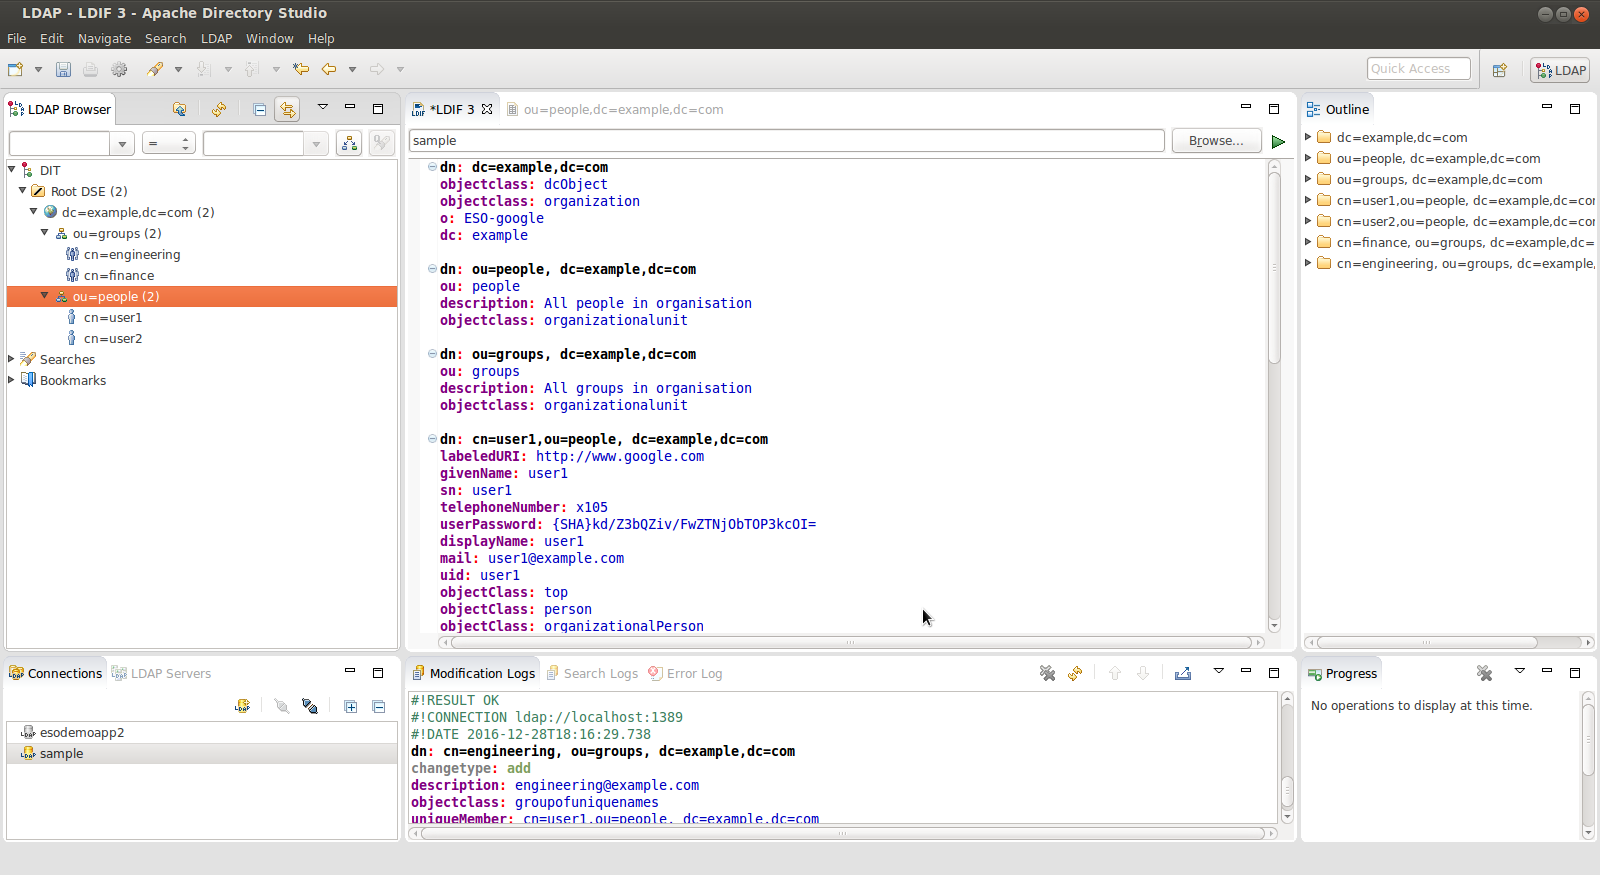 LDAP - LDIF 3 - Apache Directory Studio
File Edit Navigate Search LDAP Window Help
Quick Access
LDAP
LDAP Browser
=
DIT
Root DSE (2)
dc=example,dc=com (2)
ou=groups (2)
cn=engineering
cn=finance
ou=people (2)
cn=user1
cn=user2
Searches
Bookmarks
*LDIF 3
ou=people,dc=example,dc=com
sample
Browse...
dn: dc=example,dc=com
objectclass: dcObject
objectclass: organization
o: ESO-google
dc: example
dn: ou=people, dc=example,dc=com
ou: people
description: All people in organisation
objectclass: organizationalunit
dn: ou=groups, dc=example,dc=com
ou: groups
description: All groups in organisation
objectclass: organizationalunit
dn: cn=user1,ou=people, dc=example,dc=com
labeledURI: http://www.google.com
givenName: user1
sn: user1
telephoneNumber: x105
userPassword: {SHA}kd/Z3bQZiv/FwZTNjObTOP3kcOI=
displayName: user1
mail: user1@example.com
uid: user1
objectClass: top
objectClass: person
objectClass: organizationalPerson
Outline
dc=example,dc=com
ou=people, dc=example,dc=com
ou=groups, dc=example,dc=com
cn=user1,ou=people, dc=example,dc=co
cn=user2,ou=people, dc=example,dc=co
cn=finance, ou=groups, dc=example,dc=
cn=engineering, ou=groups, dc=example,
Connections
LDAP Servers
esodemoapp2
sample
Modification Logs
Search Logs
Error Log
#!RESULT OK
#!CONNECTION ldap://localhost:1389
#!DATE 2016-12-28T18:16:29.738
dn: cn=engineering, ou=groups, dc=example,dc=com
changetype: add
description: engineering@example.com
objectclass: groupofuniquenames
uniqueMember: cn=user1,ou=people, dc=example,dc=com
Progress
No operations to display at this time.